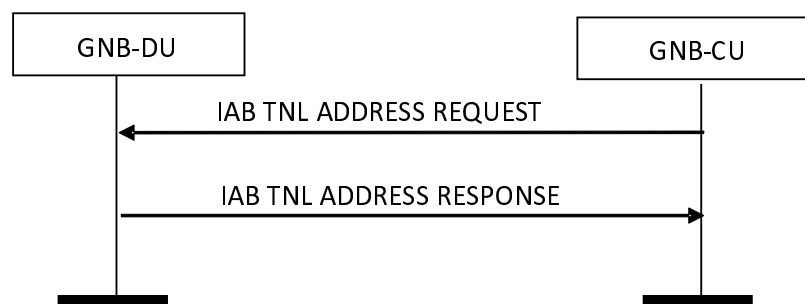 GNB-DU
GNB-CU
IAB TNL ADDRESS REQUEST
IAB TNL ADDRESS RESPONSE